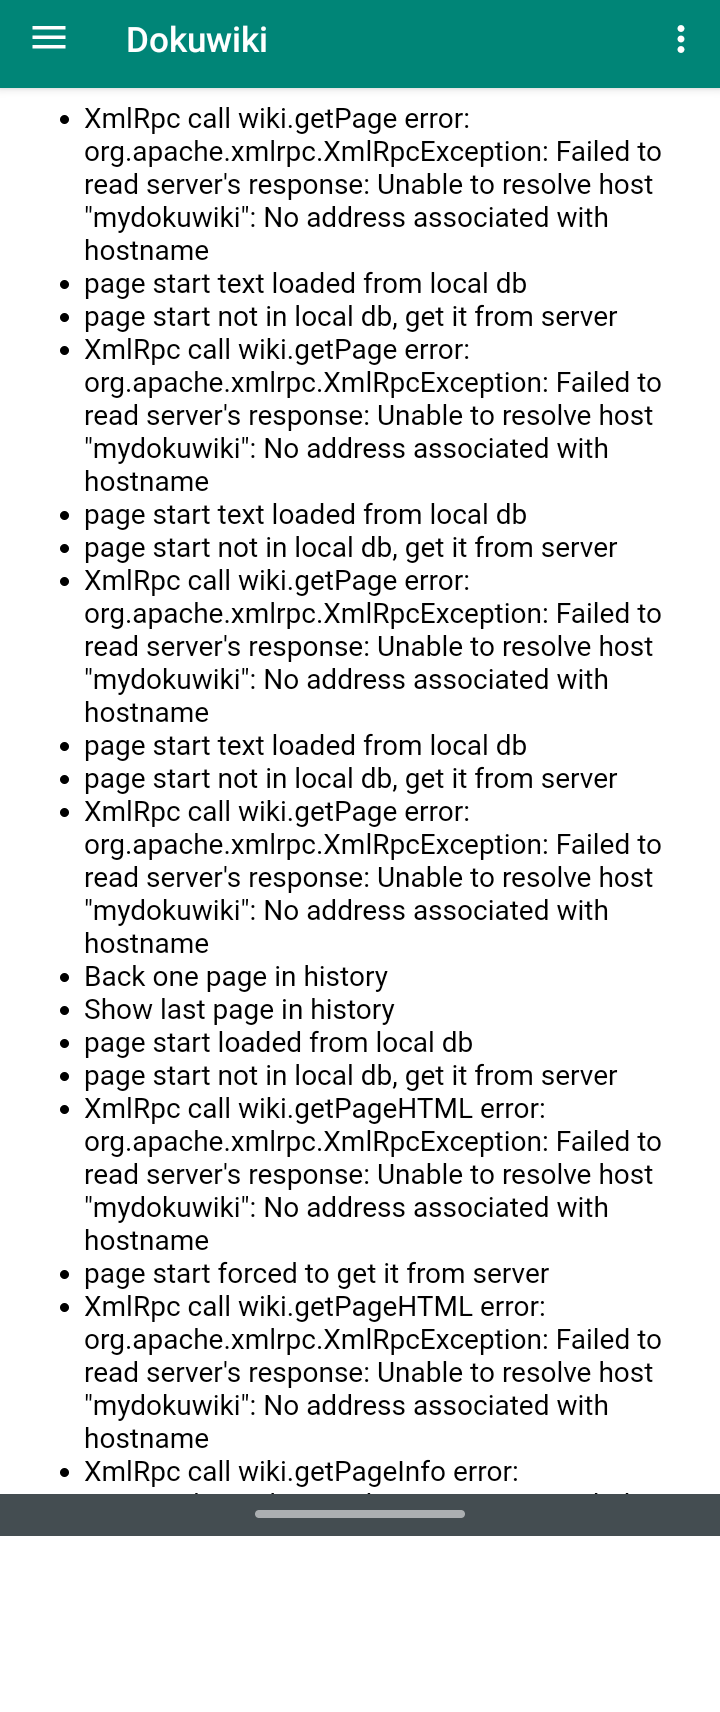 Dokuwiki
XmlRpc call wiki.getPage error:
org.apache.xmlrpc.XmlRpcException: Failed to
read server's response: Unable to resolve host
"mydokuwiki": No address associated with
hostname
page start text loaded from local db
page start not in local db, get it from server
XmlRpc call wiki.getPage error:
org.apache.xmlrpc.XmlRpcException: Failed to
read server's response: Unable to resolve host
"mydokuwiki": No address associated with
hostname
page start text loaded from local db
page start not in local db, get it from server
XmlRpc call wiki.getPage error:
org.apache.xmlrpc.XmlRpcException: Failed to
read server's response: Unable to resolve host
"mydokuwiki": No address associated with
hostname
page start text loaded from local db
page start not in local db, get it from server
XmlRpc call wiki.getPage error:
org.apache.xmlrpc.XmlRpcException: Failed to
read server's response: Unable to resolve host
"mydokuwiki": No address associated with
hostname
Back one page in history
Show last page in history
page start loaded from local db
page start not in local db, get it from server
XmlRpc call wiki.getPageHTML error:
org.apache.xmlrpc.XmlRpcException: Failed to
read server's response: Unable to resolve host
"mydokuwiki": No address associated with
hostname
page start forced to get it from server
XmlRpc call wiki.getPageHTML error:
org.apache.xmlrpc.XmlRpcException: Failed to
read server's response: Unable to resolve host
"mydokuwiki": No address associated with
hostname
XmlRpc call wiki.getPageInfo error: